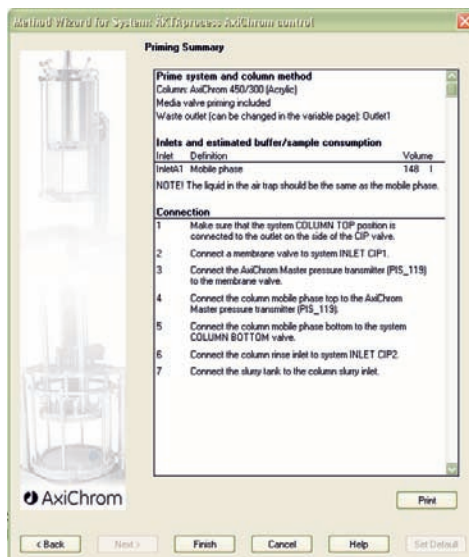 Method Wizard for System: ÄKTAprocess AxiChrom control
Priming Summary
Prime system and column method
Column: AxiChrom 450/300 (Acrylic)
Media valve priming included
Waste outlet (can be changed in the variable page): Outlet1
Inlets and estimated buffer/sample consumption
Inlet Definition Volume
InletA1 Mobile phase 148 l
NOTE! The liquid in the air trap should be the same as the mobile phase.
Connection
1 Make sure that the system COLUMN TOP position is
connected to the outlet on the side of the CIP valve.
2 Connect a membrane valve to system INLET CIP1.
3 Connect the AxiChrom Master pressure transmitter (PIS_119)
to the membrane valve.
4 Connect the column mobile phase top to the AxiChrom
Master pressure transmitter (PIS_119).
5 Connect the column mobile phase bottom to the system
COLUMN BOTTOM valve.
6 Connect the column rinse inlet to system INLET CIP2.
7 Connect the slurry tank to the column slurry inlet.
AxiChrom
Print
< Back Next > Finish Cancel Help Set Default